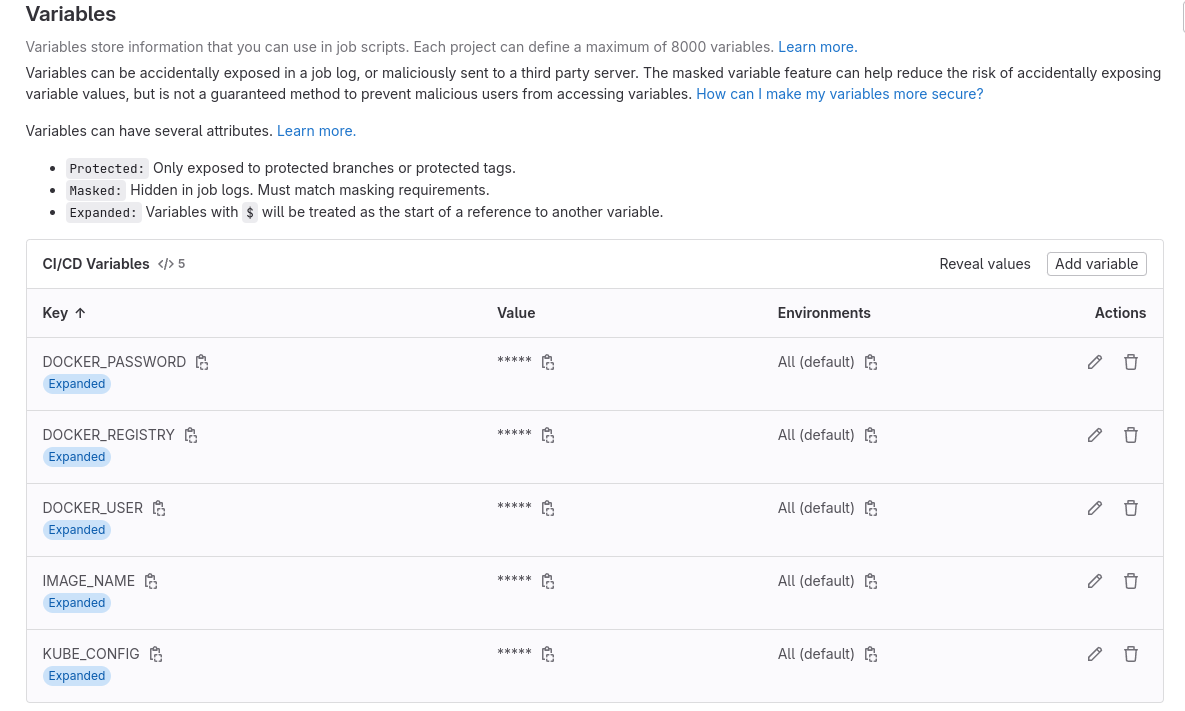 Variables
Variables store information that you can use in job scripts. Each project can define a maximum of 8000 variables. Learn more.
Variables can be accidentally exposed in a job log, or maliciously sent to a third party server. The masked variable feature can help reduce the risk of accidentally exposing
variable values, but is not a guaranteed method to prevent malicious users from accessing variables. How can I make my variables more secure?
Variables can have several attributes. Learn more.
Protected: Only exposed to protected branches or protected tags.
Masked: Hidden in job logs. Must match masking requirements.
Expanded: Variables with $ will be treated as the start of a reference to another variable.
CI/CD Variables </> 5 Reveal values Add variable
Key ↑ Value Environments Actions
DOCKER_PASSWORD ***** All (default)
Expanded
DOCKER_REGISTRY ***** All (default)
Expanded
DOCKER_USER ***** All (default)
Expanded
IMAGE_NAME ***** All (default)
Expanded
KUBE_CONFIG ***** All (default)
Expanded